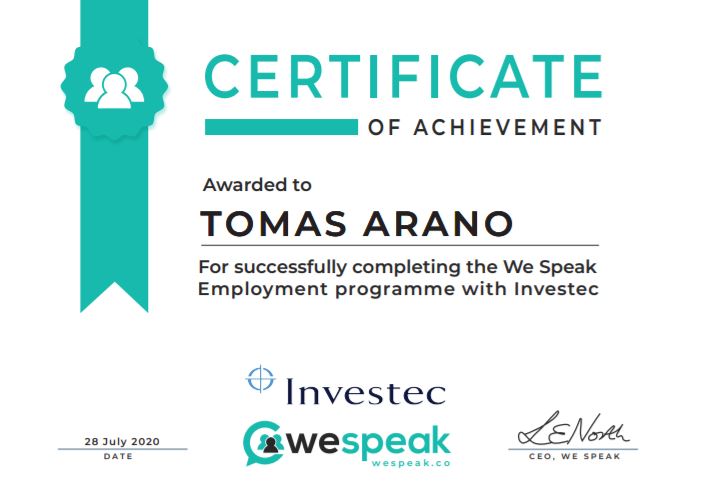 CERTIFICATE
OF ACHIEVEMENT
Awarded to
TOMAS ARANO
For successfully completing the We Speak
Employment programme with Investec
Investec
wespeak
wespeak.co
28 July 2020
DATE
LENorth
CEO, WE SPEAK